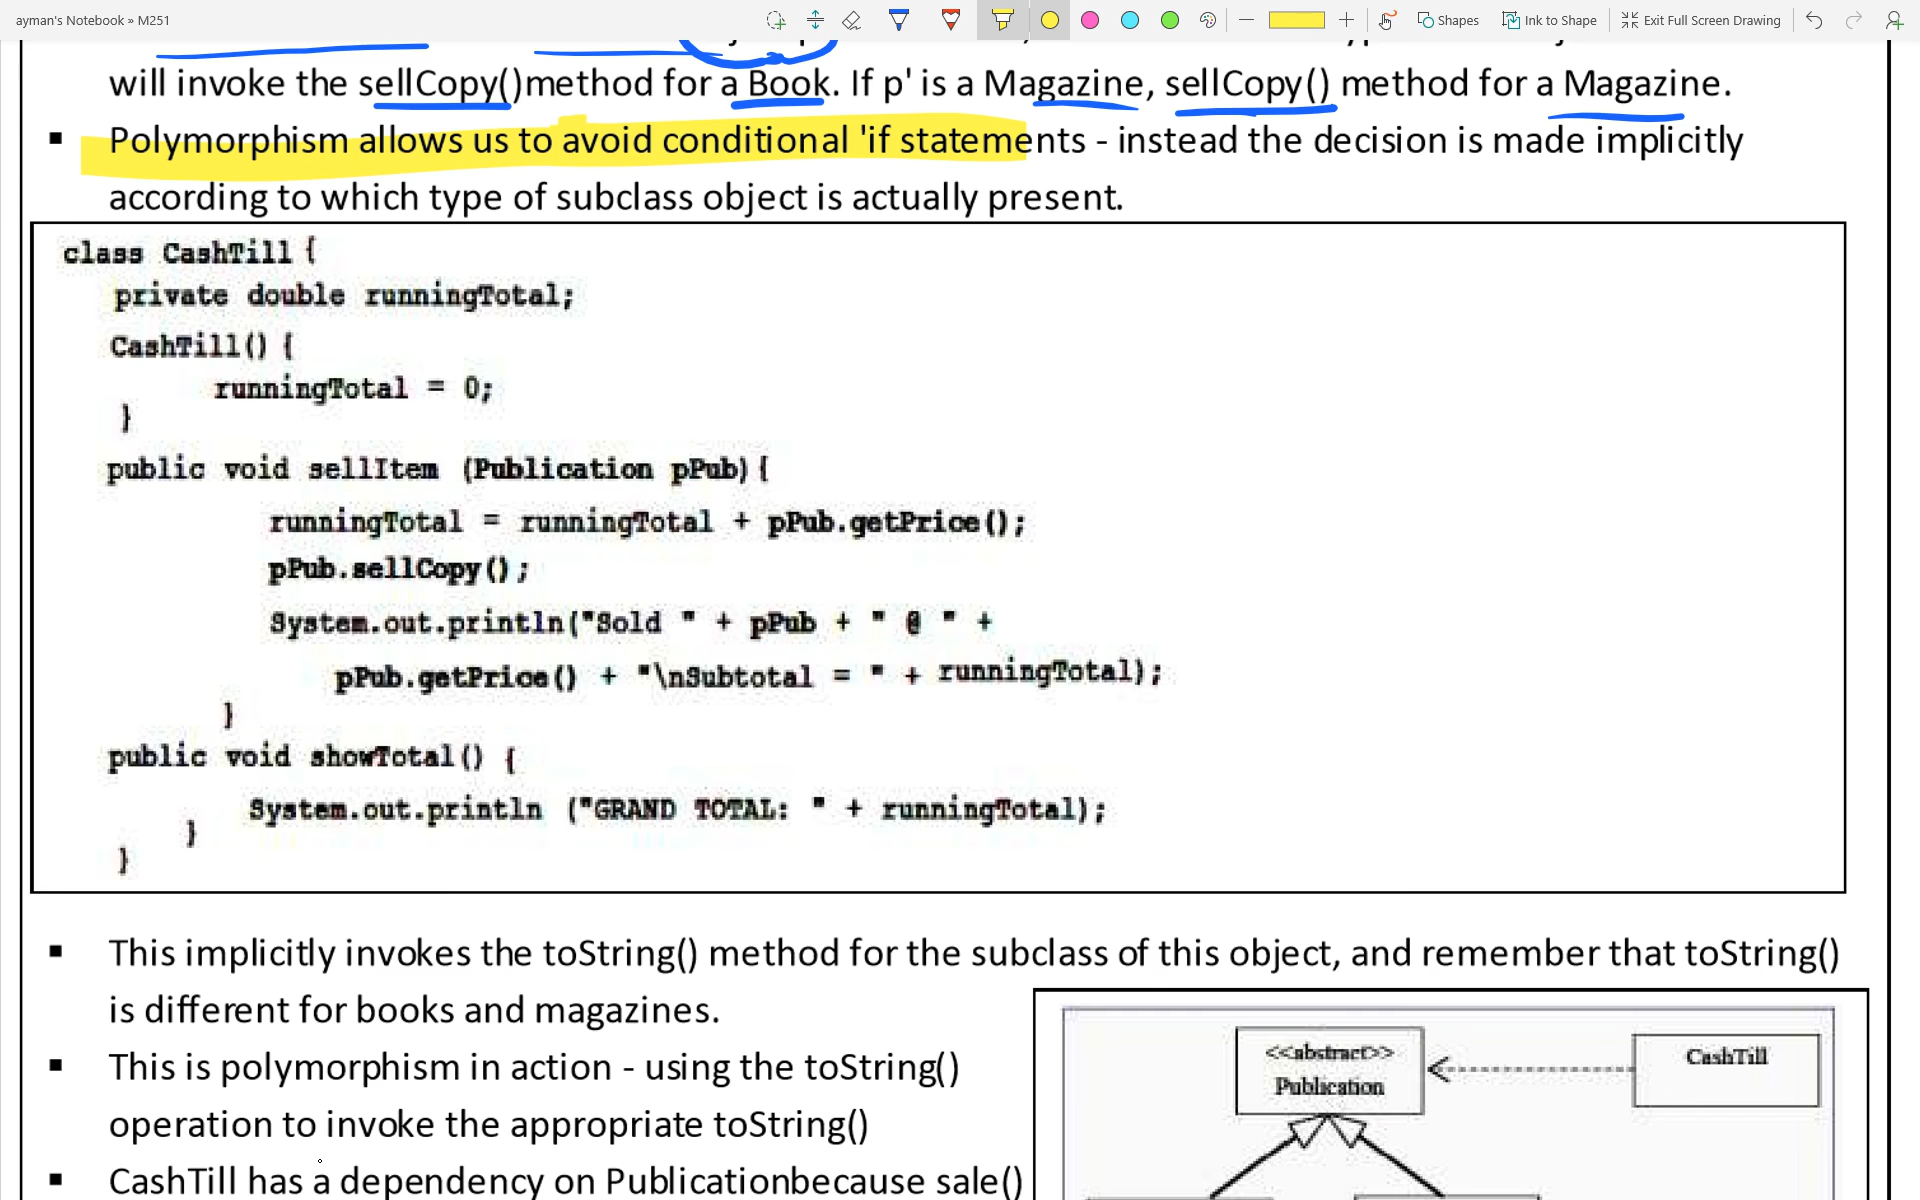 ayman's Notebook » M251
Shapes
Ink to Shape
Exit Full Screen Drawing
will invoke the sellCopy()method for a Book. If p' is a Magazine, sellCopy() method for a Magazine.
▪ Polymorphism allows us to avoid conditional 'if statements - instead the decision is made implicitly
according to which type of subclass object is actually present.
class CashTill {
private double runningTotal;
CashTill() {
runningTotal = 0;
}
public void sellItem (Publication pPub) {
runningTotal = runningTotal + pPub.getPrice();
pPub.sellCopy();
System.out.println("Sold " + pPub + " @ " +
pPub.getPrice() + "\nSubtotal = " + runningTotal);
}
public void showTotal() {
System.out.println ("GRAND TOTAL: " + runningTotal);
}
}
▪ This implicitly invokes the toString() method for the subclass of this object, and remember that toString()
is different for books and magazines.
▪ This is polymorphism in action - using the toString()
operation to invoke the appropriate toString()
▪ CashTill has a dependency on Publicationbecause sale()
<<abstract>>
Publication
CashTill